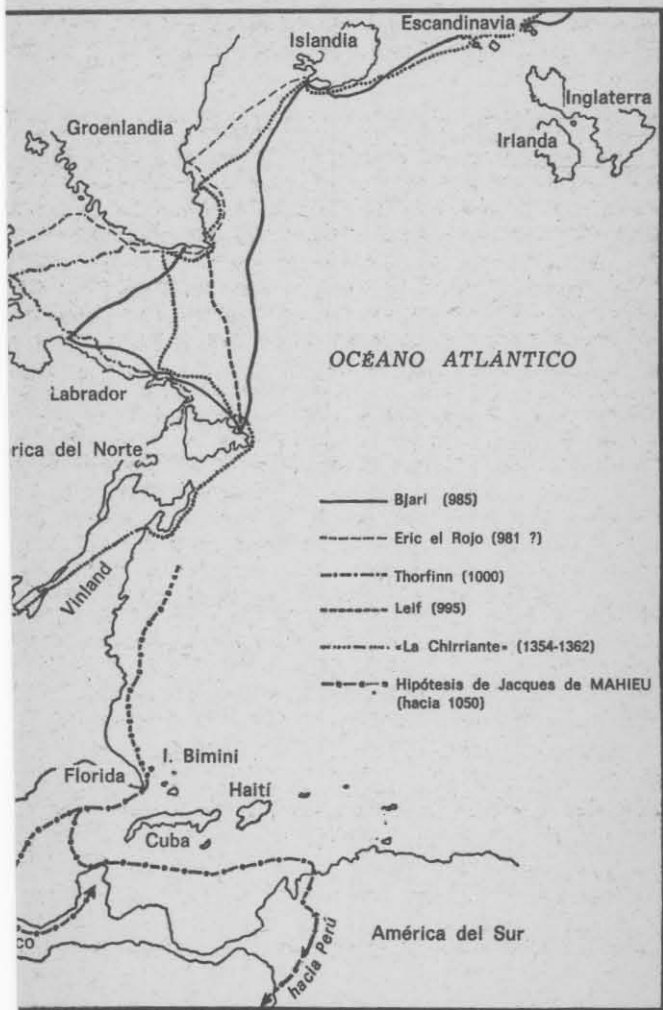 Escandinavia
Islandia
Inglaterra
Groenlandia
Irlanda
OCÉANO ATLÁNTICO
Labrador
rica del Norte
Bjari (985)
Eric el Rojo (981 ?)
Vinland
Thorfinn (1000)
Leif (995)
«La Chirriante» (1354-1362)
Hipótesis de Jacques de MAHIEU
(hacia 1050)
I. Bimini
Florida
Haití
Cuba
co
hacia Perú
América del Sur